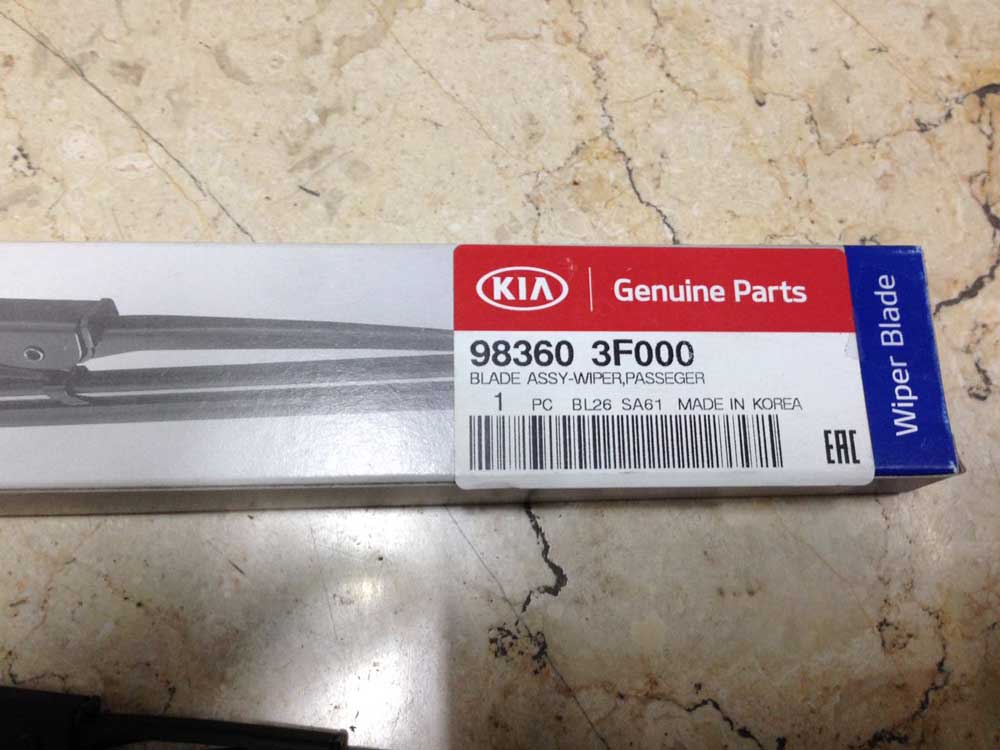 KIA Genuine Parts
98360 3F000
BLADE ASSY-WIPER,PASSEGER
1 PC BL26 SA61 MADE IN KOREA
EAC
Wiper Blade